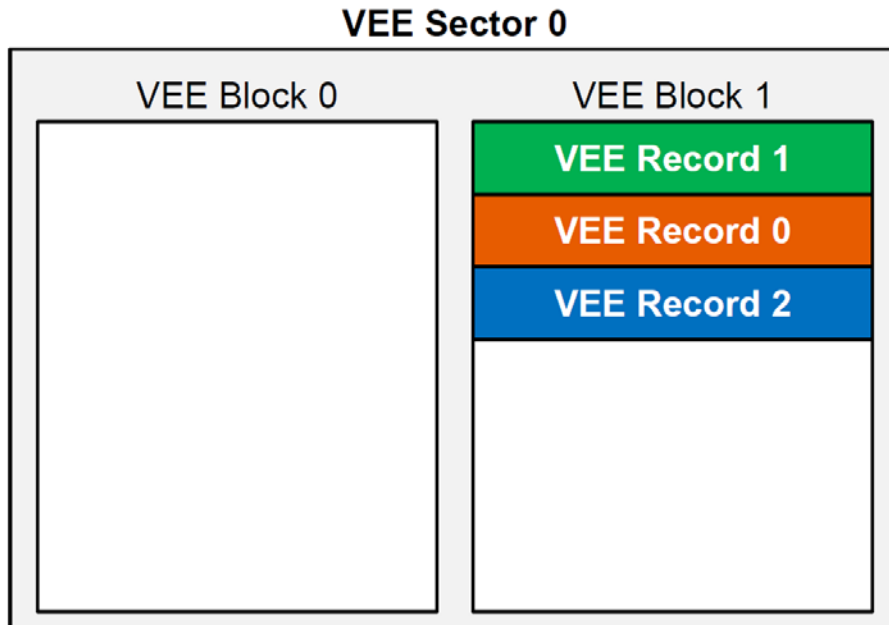 VEE Sector 0
VEE Block 0
VEE Block 1
VEE Record 1
VEE Record 0
VEE Record 2